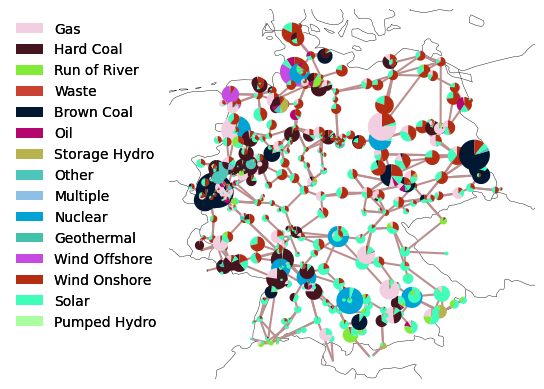 Gas
Hard Coal
Run of River
Waste
Brown Coal
Oil
Storage Hydro
Other
Multiple
Nuclear
Geothermal
Wind Offshore
Wind Onshore
Solar
Pumped Hydro